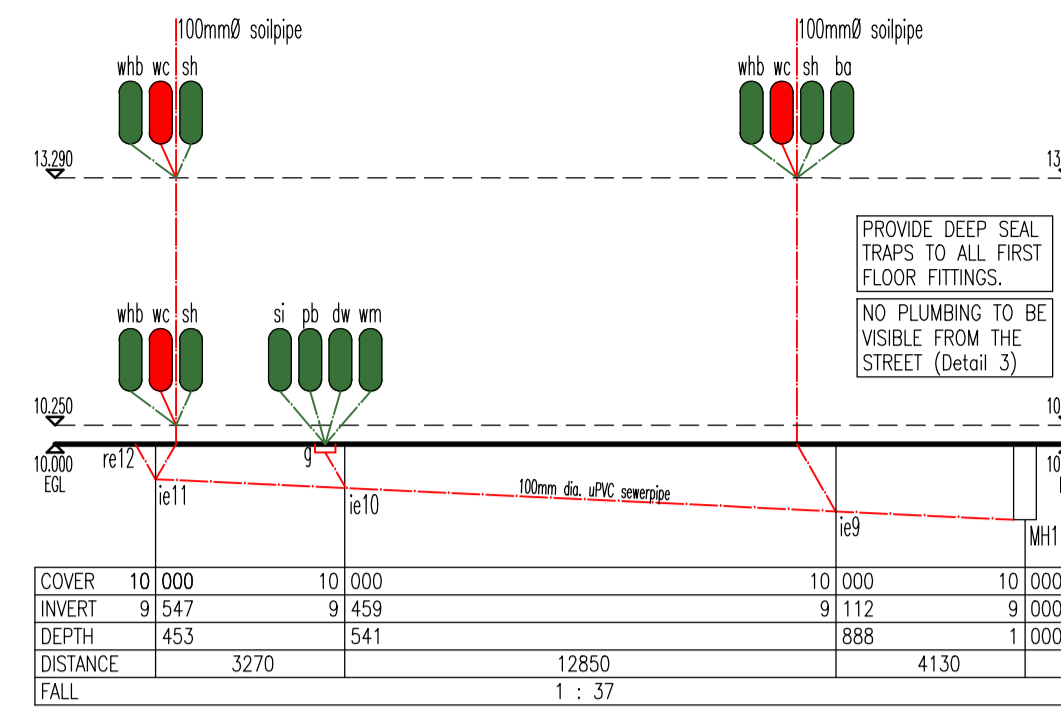 100mmØ soilpipe 100mmØ soilpipe
whb wc sh whb wc sh ba
13.290 13
PROVIDE DEEP SEAL
TRAPS TO ALL FIRST
FLOOR FITTINGS.
NO PLUMBING TO BE
VISIBLE FROM THE
STREET (Detail 3)
whb wc sh si pb dw wm
10.250 10
10.000 re12 g 10
EGL
ie11 ie10 100mm dia. uPVC sewerpipe ie9 MH1
COVER 10 000 10 000 10 000 10 000
INVERT 9 547 9 459 9 112 9 000
DEPTH 453 541 888 1 000
DISTANCE 3270 12850 4130
FALL 1 : 37